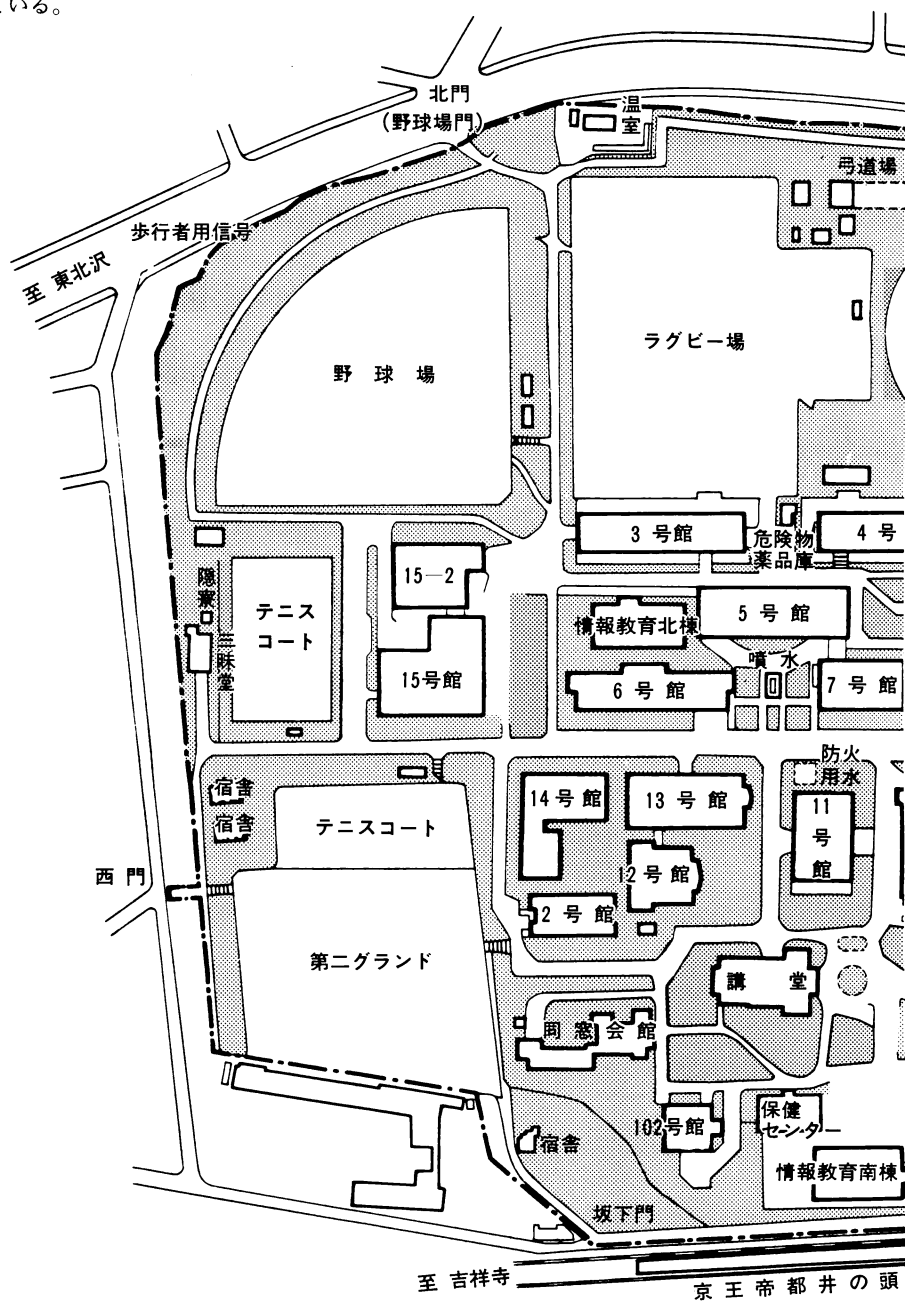 いる。
北門
(野球場門)
温
室
弓道場
歩行者用信号
至 東北沢
ラグビー場
野 球 場
3 号館
危険物
薬品庫
4 号
15―2
隠寮
テニス
コート
情報教育北棟
5 号 館
三昧堂
15号館
噴水
6 号 館
7 号 館
防火
用水
宿舎
宿舎
テニスコート
14号館
13 号 館
11
号
館
西 門
12号館
2 号 館
第二グランド
講 堂
同 窓 会 館
102号館
保健
センター
宿舎
情報教育南棟
坂下門
至 吉祥寺
京 王 帝 都 井 の 頭